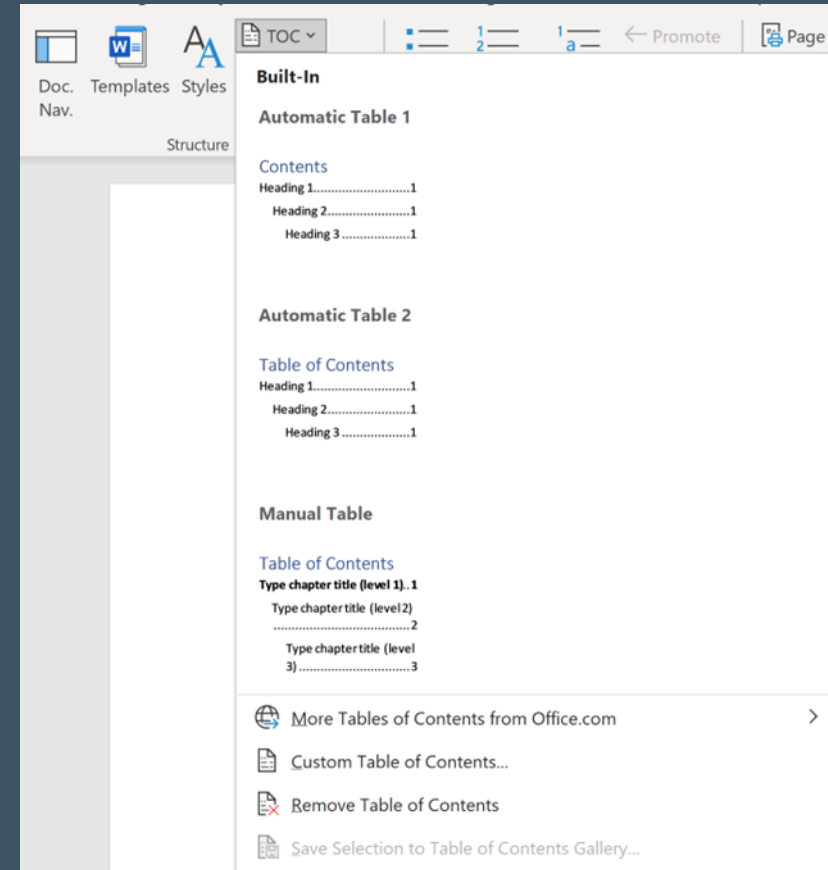 TOC
1
2
1
a
Promote
Page
Doc.
Nav.
Templates
Styles
Structure
Built-In
Automatic Table 1
Contents
Heading 1..........................1
Heading 2......................1
Heading 3 ...................1
Automatic Table 2
Table of Contents
Heading 1..........................1
Heading 2......................1
Heading 3 ...................1
Manual Table
Table of Contents
Type chapter title (level 1)..1
Type chapter title (level 2)
.....................................2
Type chapter title (level
3) ..............................3
More Tables of Contents from Office.com
Custom Table of Contents...
Remove Table of Contents
Save Selection to Table of Contents Gallery...